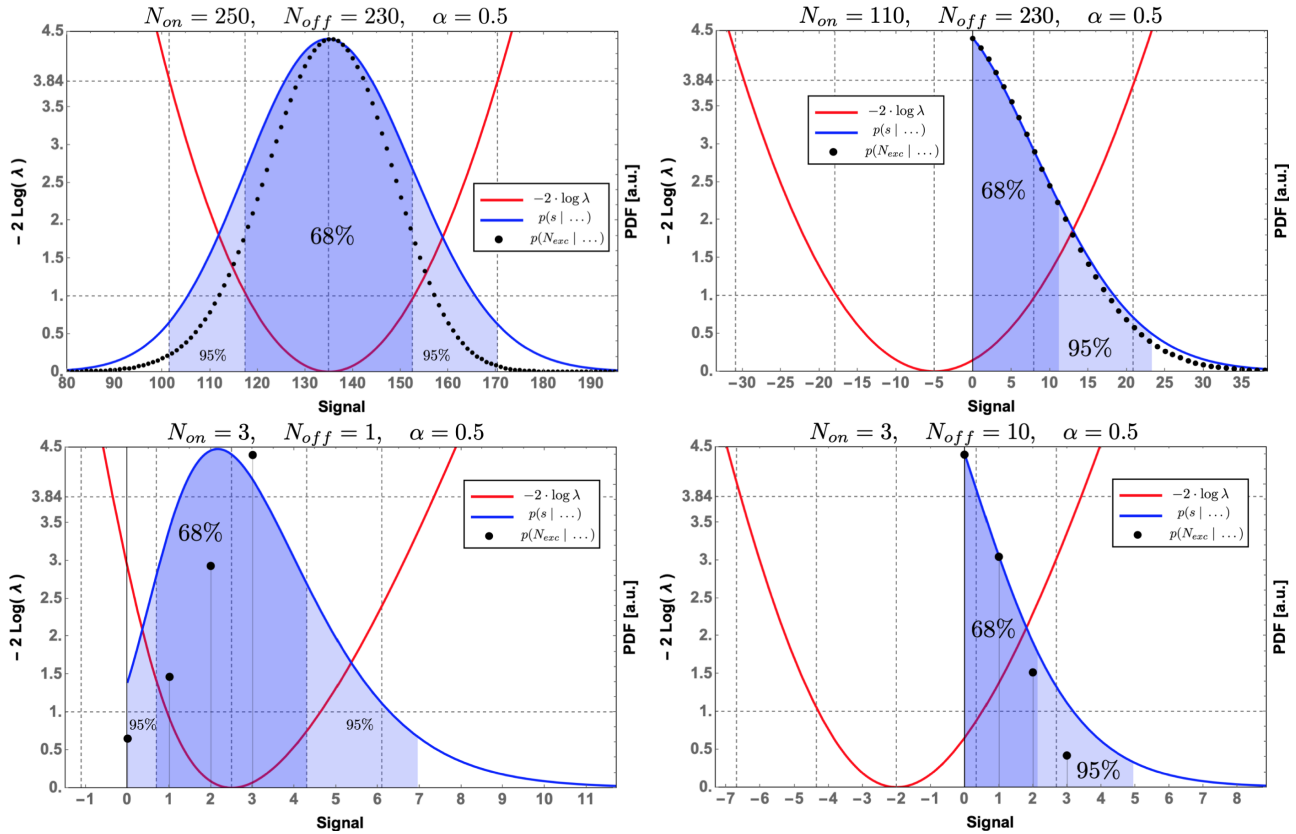 N_on = 250,   N_off = 230,   α = 0.5
− 2 Log( λ )
4.5
3.84
3.5
3.
2.5
2.
1.5
1.
0.5
0.
−2 · log λ
p(s | …)
p(N_exc | …)
68%
95%
95%
80 90 100 110 120 130 140 150 160 170 180 190
Signal
PDF [a.u.]
N_on = 110,   N_off = 230,   α = 0.5
− 2 Log( λ )
4.5
3.84
3.5
3.
2.5
2.
1.5
1.
0.5
0.
−2 · log λ
p(s | …)
p(N_exc | …)
68%
95%
−30 −25 −20 −15 −10 −5 0 5 10 15 20 25 30 35
Signal
PDF [a.u.]
N_on = 3,   N_off = 1,   α = 0.5
− 2 Log( λ )
4.5
3.84
3.5
3.
2.5
2.
1.5
1.
0.5
0.
−2 · log λ
p(s | …)
p(N_exc | …)
68%
95%
95%
−1 0 1 2 3 4 5 6 7 8 9 10 11
Signal
PDF [a.u.]
N_on = 3,   N_off = 10,   α = 0.5
− 2 Log( λ )
4.5
3.84
3.5
3.
2.5
2.
1.5
1.
0.5
0.
−2 · log λ
p(s | …)
p(N_exc | …)
68%
95%
−7 −6 −5 −4 −3 −2 −1 0 1 2 3 4 5 6 7 8
Signal
PDF [a.u.]